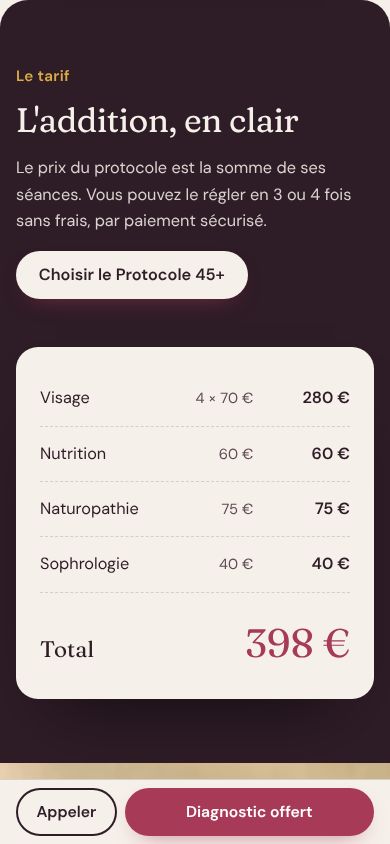 Le tarif
L'addition, en clair
Le prix du protocole est la somme de ses
séances. Vous pouvez le régler en 3 ou 4 fois
sans frais, par paiement sécurisé.
Choisir le Protocole 45+
Visage 4 × 70 € 280 €
Nutrition 60 € 60 €
Naturopathie 75 € 75 €
Sophrologie 40 € 40 €
Total 398 €
Appeler Diagnostic offert